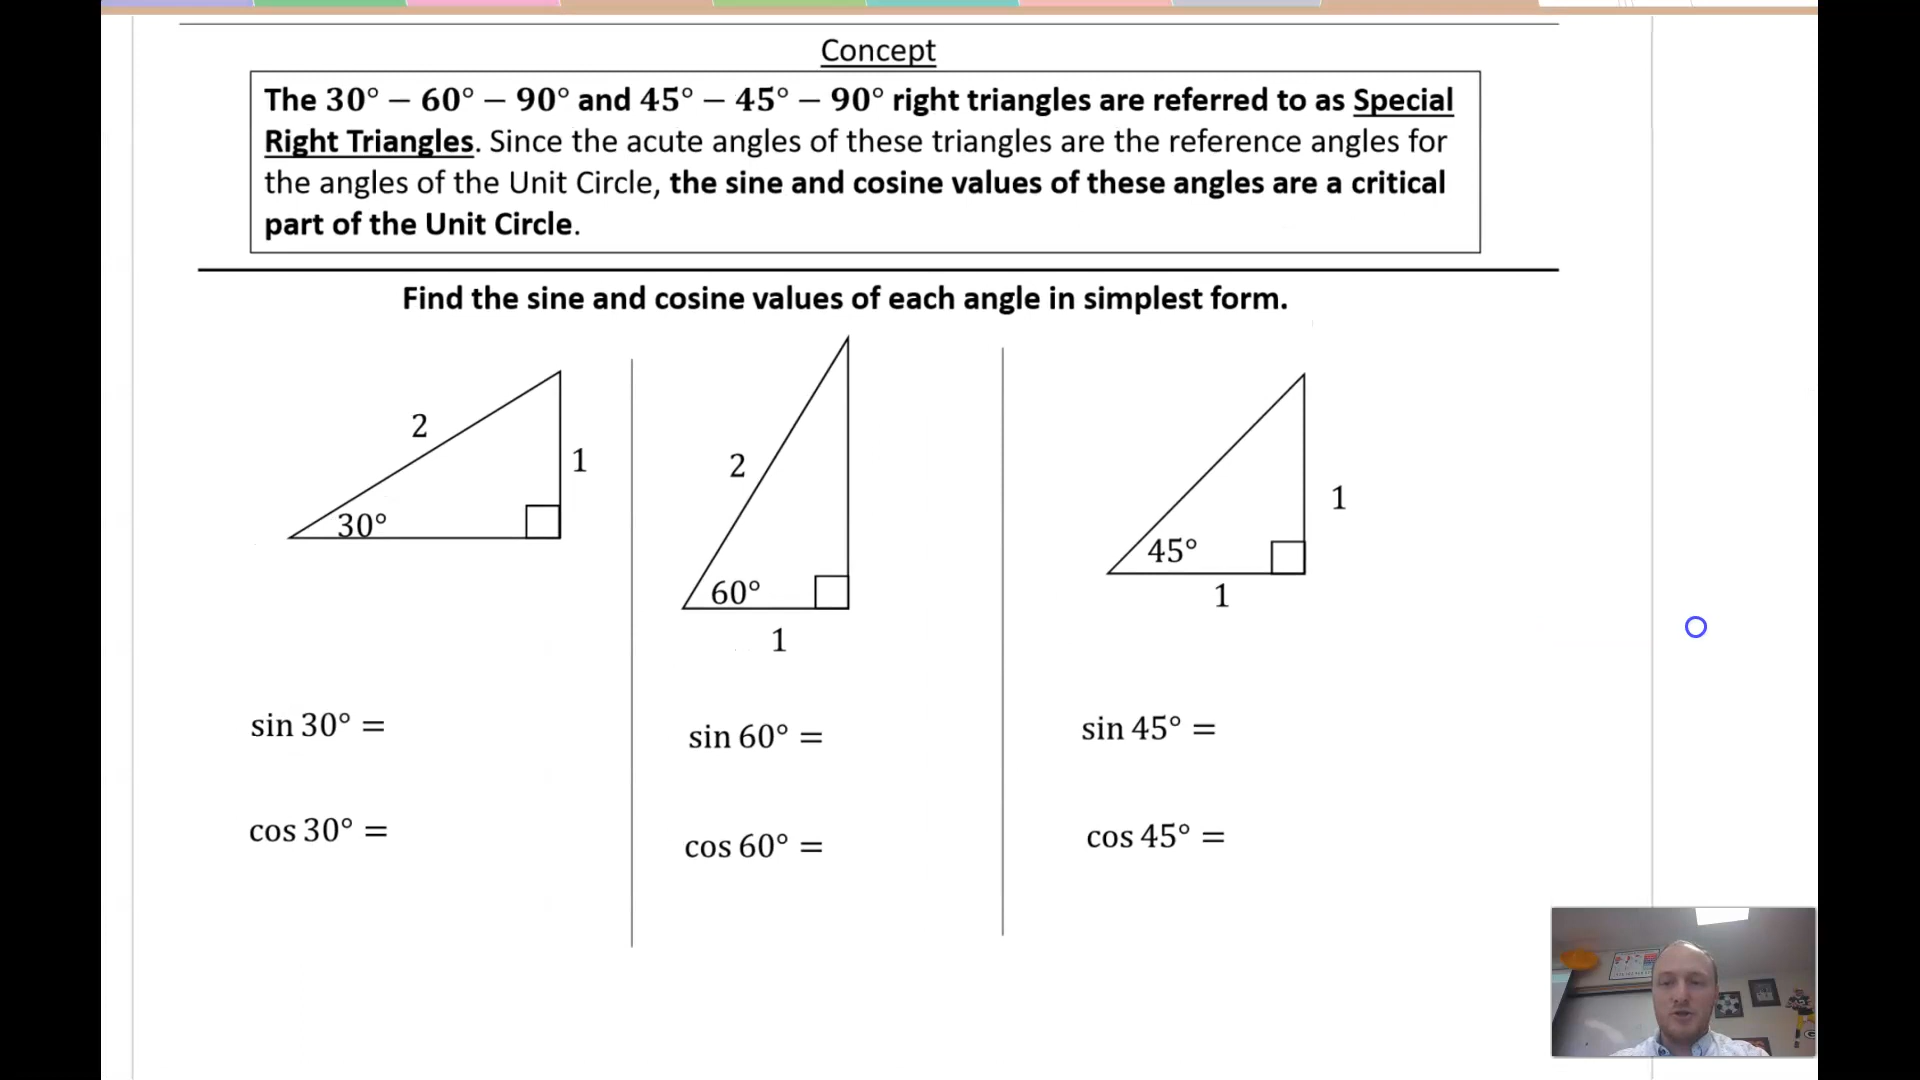 Concept
The 30° − 60° − 90° and 45° − 45° − 90° right triangles are referred to as Special
Right Triangles. Since the acute angles of these triangles are the reference angles for
the angles of the Unit Circle, the sine and cosine values of these angles are a critical
part of the Unit Circle.
Find the sine and cosine values of each angle in simplest form.
2
1
30°
sin 30° =
cos 30° =
2
60°
1
sin 60° =
cos 60° =
1
45°
1
sin 45° =
cos 45° =